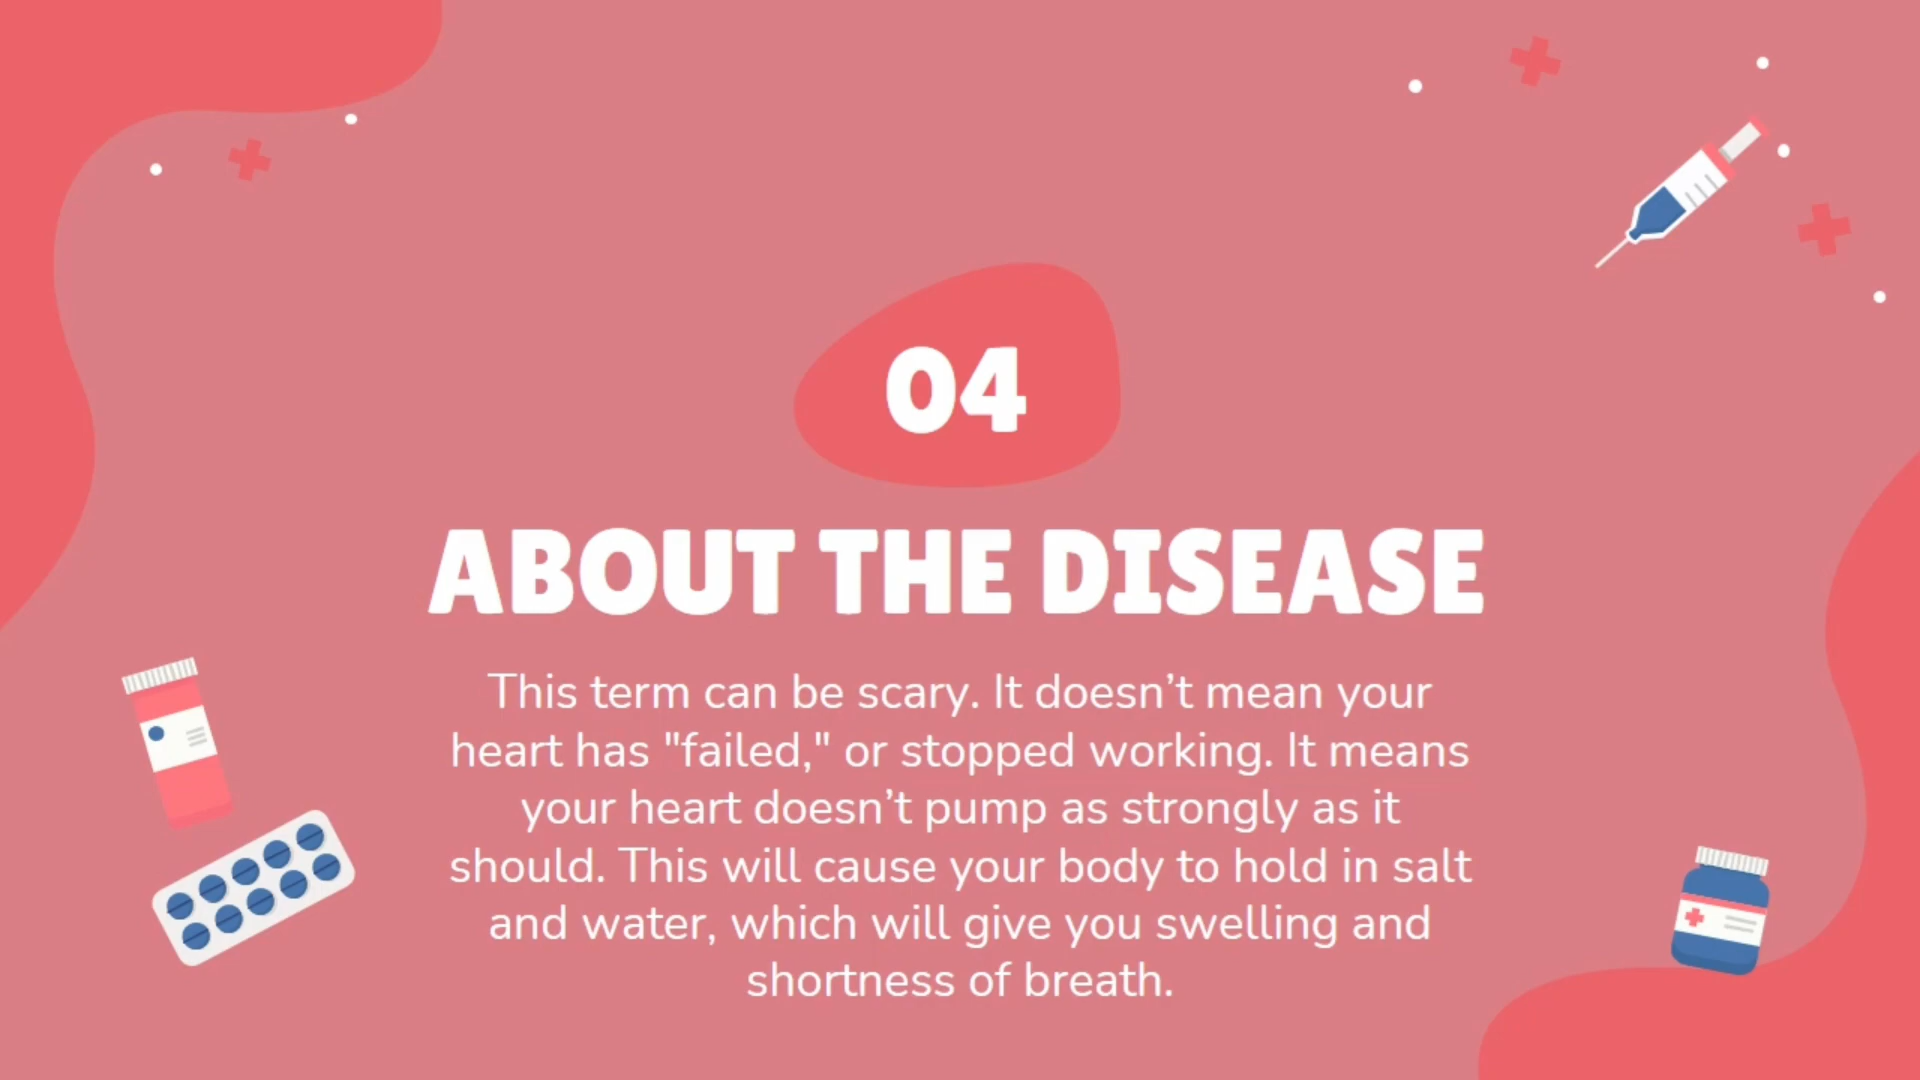 04
ABOUT THE DISEASE
This term can be scary. It doesn’t mean your
heart has "failed," or stopped working. It means
your heart doesn’t pump as strongly as it
should. This will cause your body to hold in salt
and water, which will give you swelling and
shortness of breath.